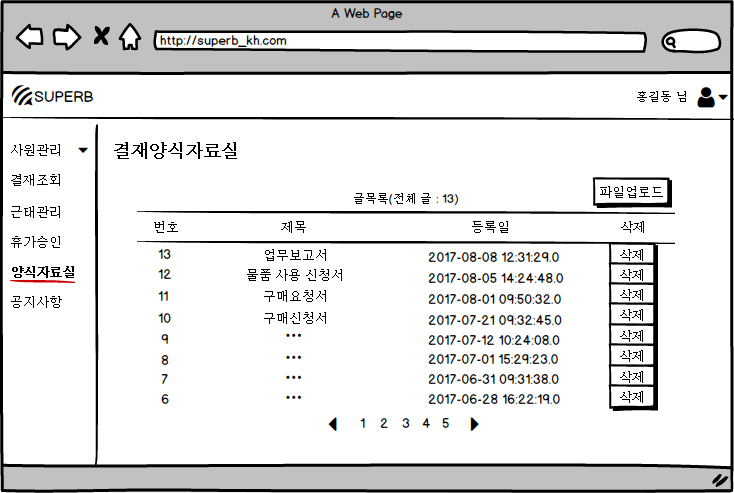 A Web Page
http://superb_kh.com
SUPERB
홍길동 님
사원관리
결재조회
근태관리
휴가승인
양식자료실
공지사항
결재양식자료실
글목록(전체 글 : 13)
파일업로드
번호 제목 등록일 삭제
13 업무보고서 2017-08-08 12:31:29.0 삭제
12 물품 사용 신청서 2017-08-05 14:24:48.0 삭제
11 구매요청서 2017-08-01 09:50:32.0 삭제
10 구매신청서 2017-07-21 09:32:45.0 삭제
9 ••• 2017-07-12 10:24:08.0 삭제
8 ••• 2017-07-01 15:29:23.0 삭제
7 ••• 2017-06-31 09:31:38.0 삭제
6 ••• 2017-06-28 16:22:19.0 삭제
1 2 3 4 5